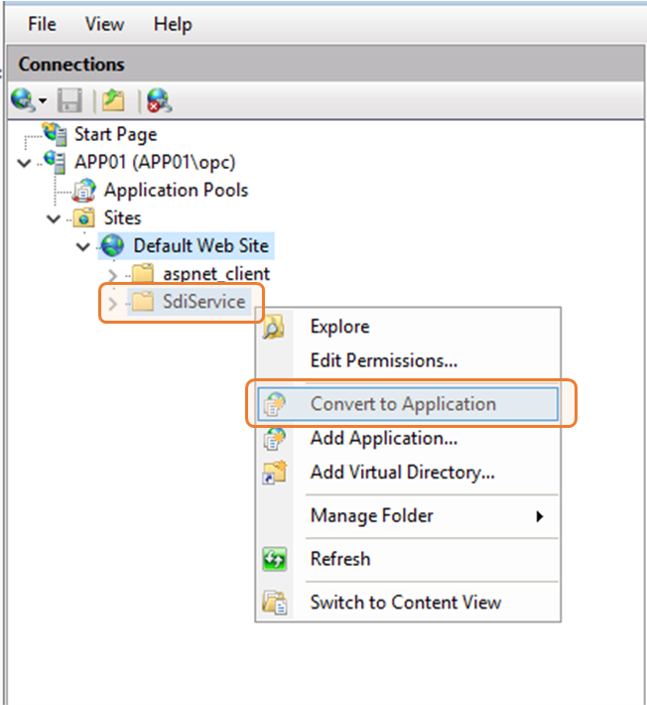 File View Help
Connections
Start Page
APP01 (APP01\opc)
Application Pools
Sites
Default Web Site
aspnet_client
SdiService
Explore
Edit Permissions...
Convert to Application
Add Application...
Add Virtual Directory...
Manage Folder
Refresh
Switch to Content View